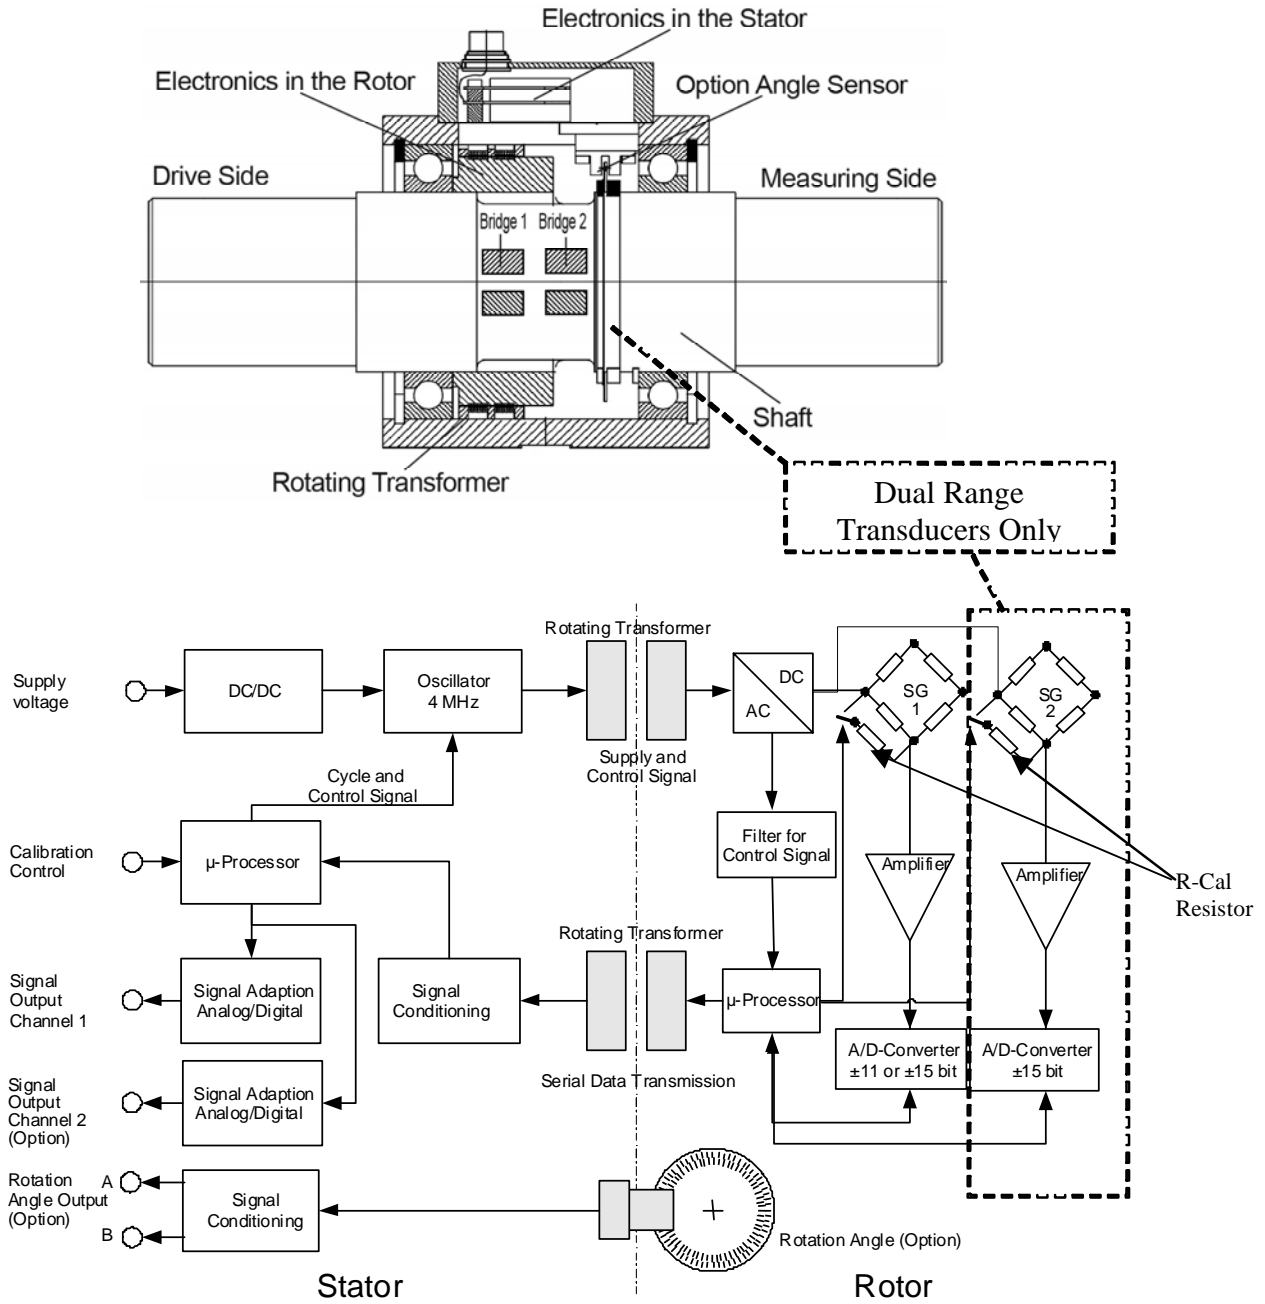 Electronics in the Stator
Electronics in the Rotor
Option Angle Sensor
Drive Side
Measuring Side
Bridge 1
Bridge 2
Shaft
Rotating Transformer
Dual Range
Transducers Only
Rotating Transformer
Supply
voltage
DC/DC
Oscillator
4 MHz
DC
AC
SG
1
SG
2
Supply and
Control Signal
Cycle and
Control Signal
Calibration
Control
µ-Processor
Filter for
Control Signal
Amplifier
Amplifier
R-Cal
Resistor
Rotating Transformer
Signal
Output
Channel 1
Signal Adaption
Analog/Digital
Signal
Conditioning
µ-Processor
A/D-Converter
±11 or ±15 bit
A/D-Converter
±15 bit
Serial Data Transmission
Signal
Output
Channel 2
(Option)
Signal Adaption
Analog/Digital
Rotation
Angle Output
(Option)
A
B
Signal
Conditioning
Rotation Angle (Option)
Stator
Rotor